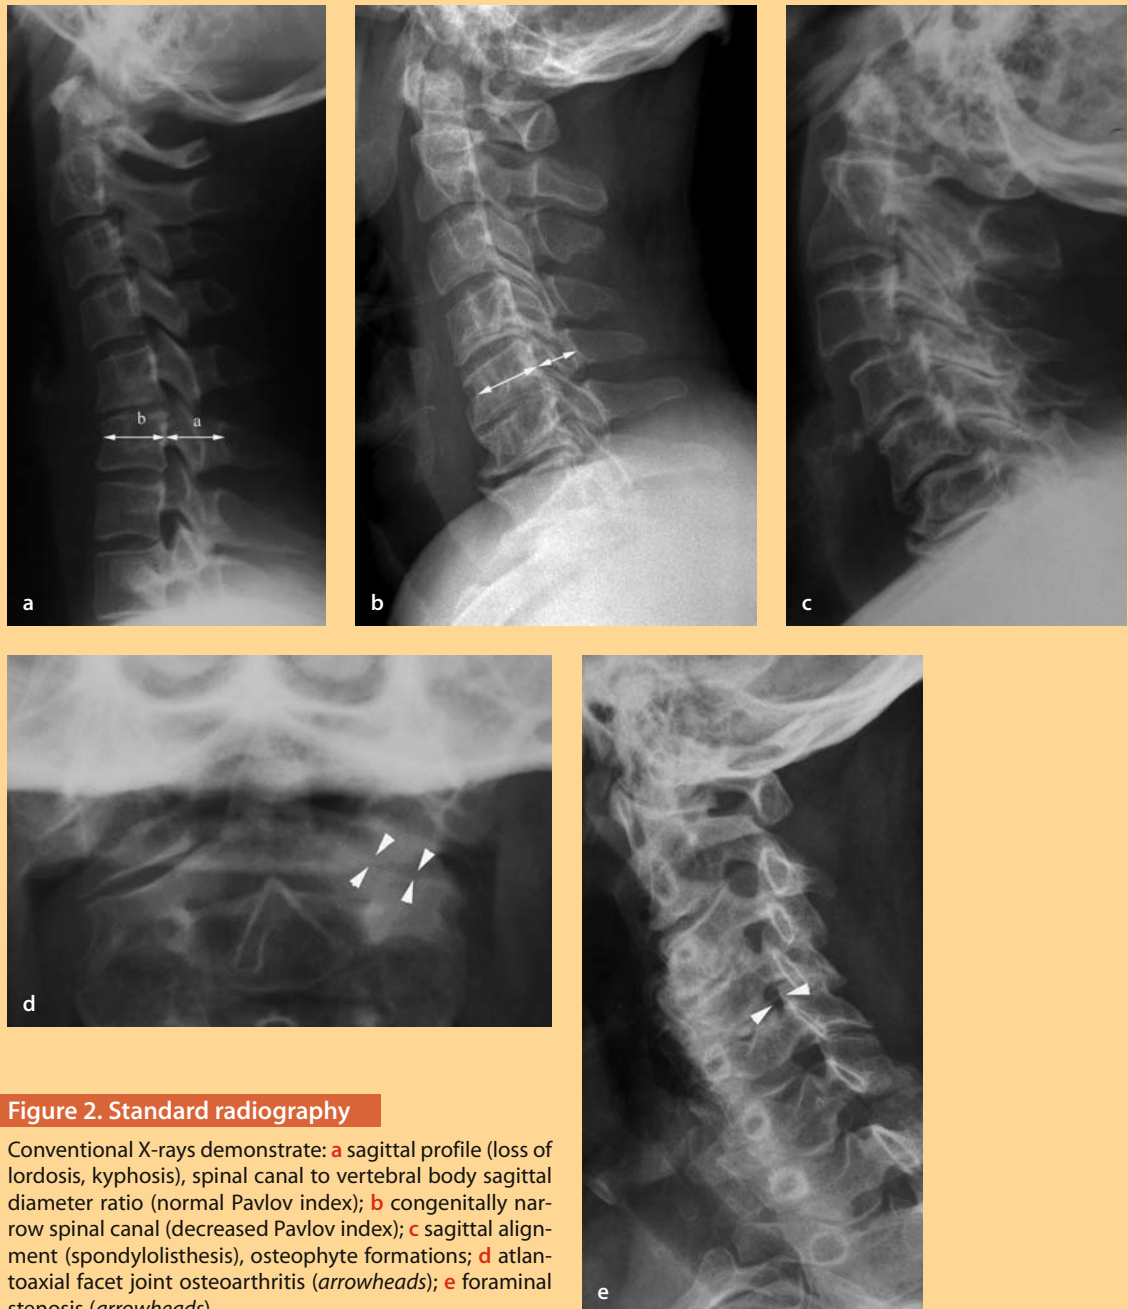 b
a
a
b
c
d
e
Figure 2. Standard radiography
Conventional X-rays demonstrate: a sagittal profile (loss of
lordosis, kyphosis), spinal canal to vertebral body sagittal
diameter ratio (normal Pavlov index); b congenitally nar-
row spinal canal (decreased Pavlov index); c sagittal align-
ment (spondylolisthesis), osteophyte formations; d atlan-
toaxial facet joint osteoarthritis (arrowheads); e foraminal
stenosis (arrowheads)